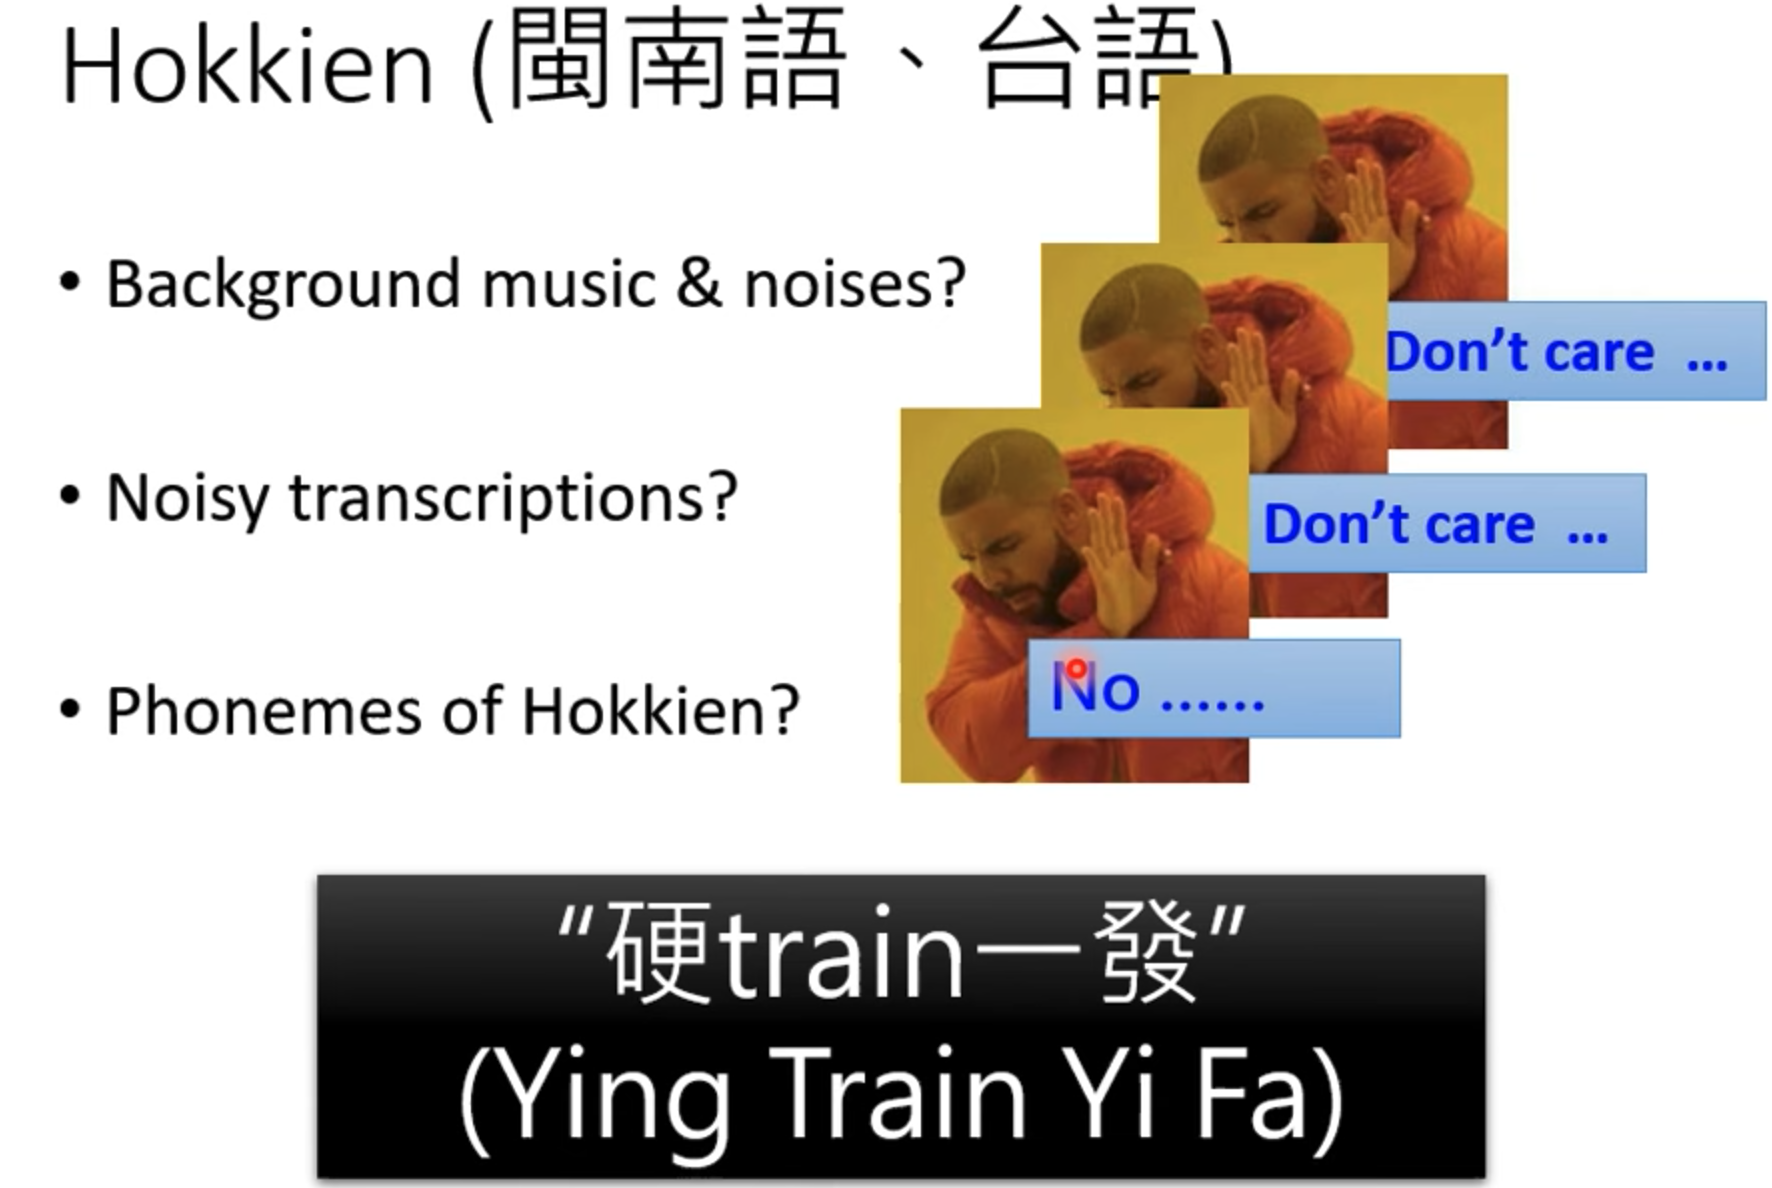 Hokkien (閩南語、台語)
• Background music & noises?
Don't care …
• Noisy transcriptions?
Don't care …
• Phonemes of Hokkien?
No ……
“硬train一發”
(Ying Train Yi Fa)